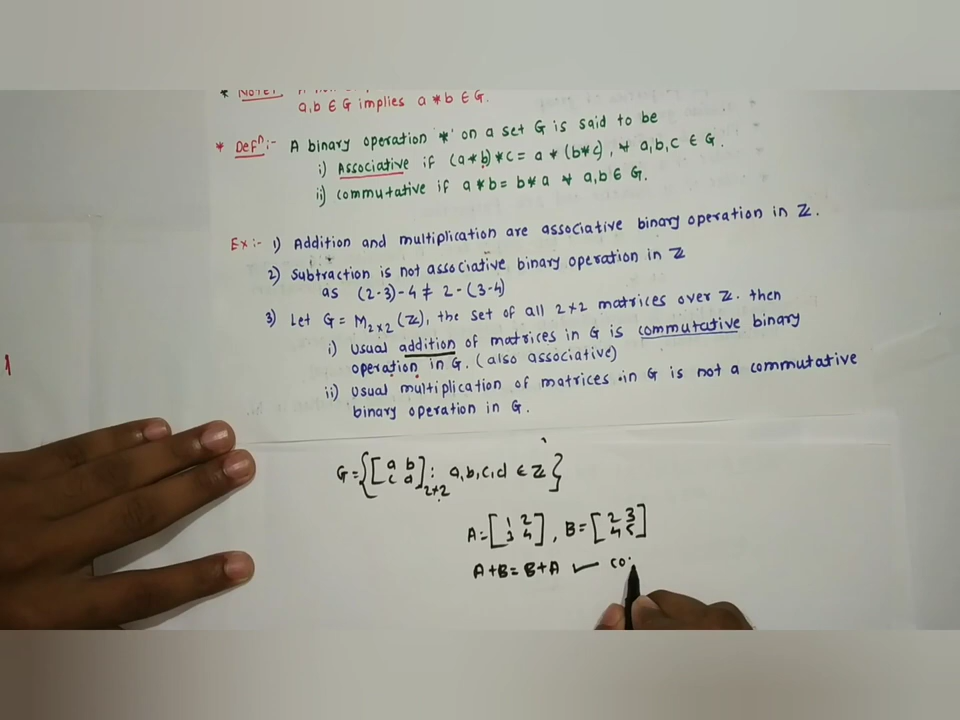 * Note:
a,b ∈ G implies a * b ∈ G.
* Defⁿ:- A binary operation '*' on a set G is said to be
i) Associative if (a*b)*c = a*(b*c), ∀ a,b,c ∈ G.
ii) commutative if a*b = b*a ∀ a,b ∈ G.
Ex:- 1) Addition and multiplication are associative binary operation in ℤ.
2) Subtraction is not associative binary operation in ℤ
as (2-3)-4 ≠ 2-(3-4)
3) Let G = M₂ₓ₂(ℤ), the set of all 2×2 matrices over ℤ. then
i) usual addition of matrices in G is commutative binary
operation in G. (also associative)
ii) usual multiplication of matrices in G is not a commutative
binary operation in G.
G = {[a b
c d]₂ₓ₂ : a,b,c,d ∈ ℤ}
A = [1 2
3 4], B = [2 3
4 5]
A+B = B+A ✓ co